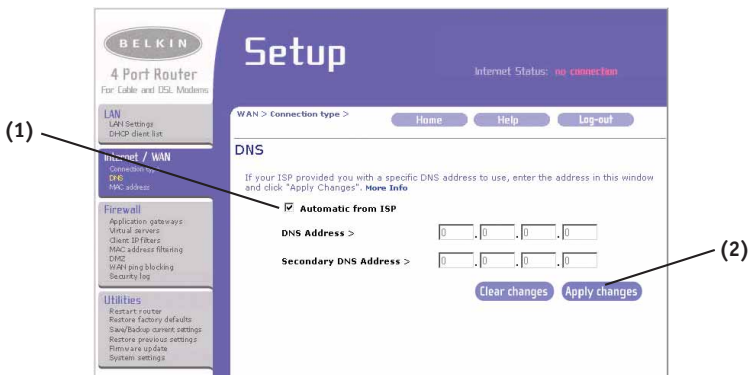 BELKIN
4 Port Router
For Cable and DSL Modems
Setup
Internet Status: no connection
LAN
LAN Settings
DHCP client list
Internet / WAN
Connection type
DNS
MAC address
Firewall
Application gateways
Virtual servers
Client IP filters
MAC address filtering
DMZ
WAN ping blocking
Security log
Utilities
Restart router
Restore factory defaults
Save/Backup current settings
Restore previous settings
Firmware update
System settings
WAN > Connection type >
Home
Help
Log-out
DNS
If your ISP provided you with a specific DNS address to use, enter the address in this window
and click "Apply Changes". More Info
Automatic from ISP
DNS Address > 0 . 0 . 0 . 0
Secondary DNS Address > 0 . 0 . 0 . 0
Clear changes
Apply changes
(1)
(2)